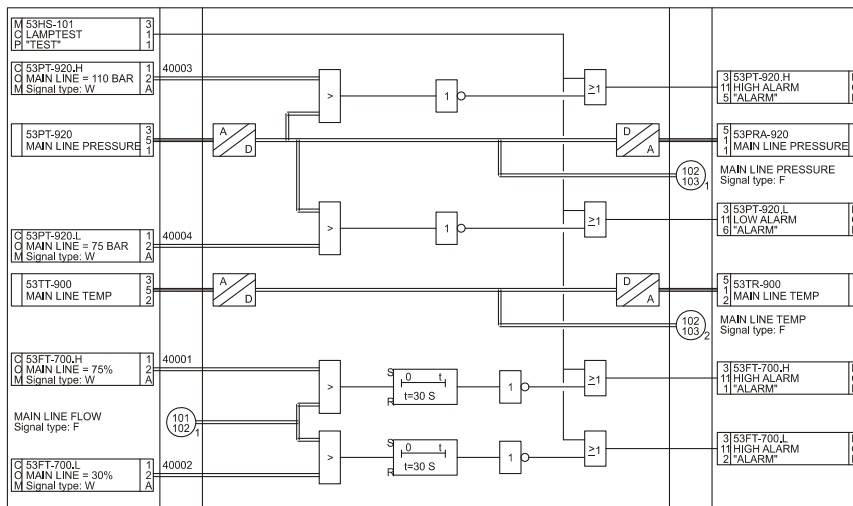 M 53HS-101 3
C LAMPTEST 1
P "TEST" 1
C 53PT-920.H 1 40003
O MAIN LINE = 110 BAR 2
M Signal type: W A
53PT-920 3
MAIN LINE PRESSURE 5
1
C 53PT-920.L 1 40004
O MAIN LINE = 75 BAR 2
M Signal type: W A
53TT-900 3
MAIN LINE TEMP 5
2
C 53FT-700.H 1 40001
O MAIN LINE = 75% 2
M Signal type: W A
MAIN LINE FLOW
Signal type: F
101
102 1
C 53FT-700.L 1 40002
O MAIN LINE = 30% 2
M Signal type: W A
A
D
A
D
>
>
>
>
1
1
S
0 t
t=30 S
R
1
S
0 t
t=30 S
R
1
≥1
≥1
≥1
≥1
D
A
D
A
3 53PT-920.H
11 HIGH ALARM
5 "ALARM"
5 53PRA-920
1 MAIN LINE PRESSURE
1
102
103 1
MAIN LINE PRESSURE
Signal type: F
3 53PT-920.L
11 LOW ALARM
6 "ALARM"
5 53TR-900
1 MAIN LINE TEMP
2
102
103 2
MAIN LINE TEMP
Signal type: F
3 53FT-700.H
11 HIGH ALARM
1 "ALARM"
3 53FT-700.L
11 HIGH ALARM
2 "ALARM"